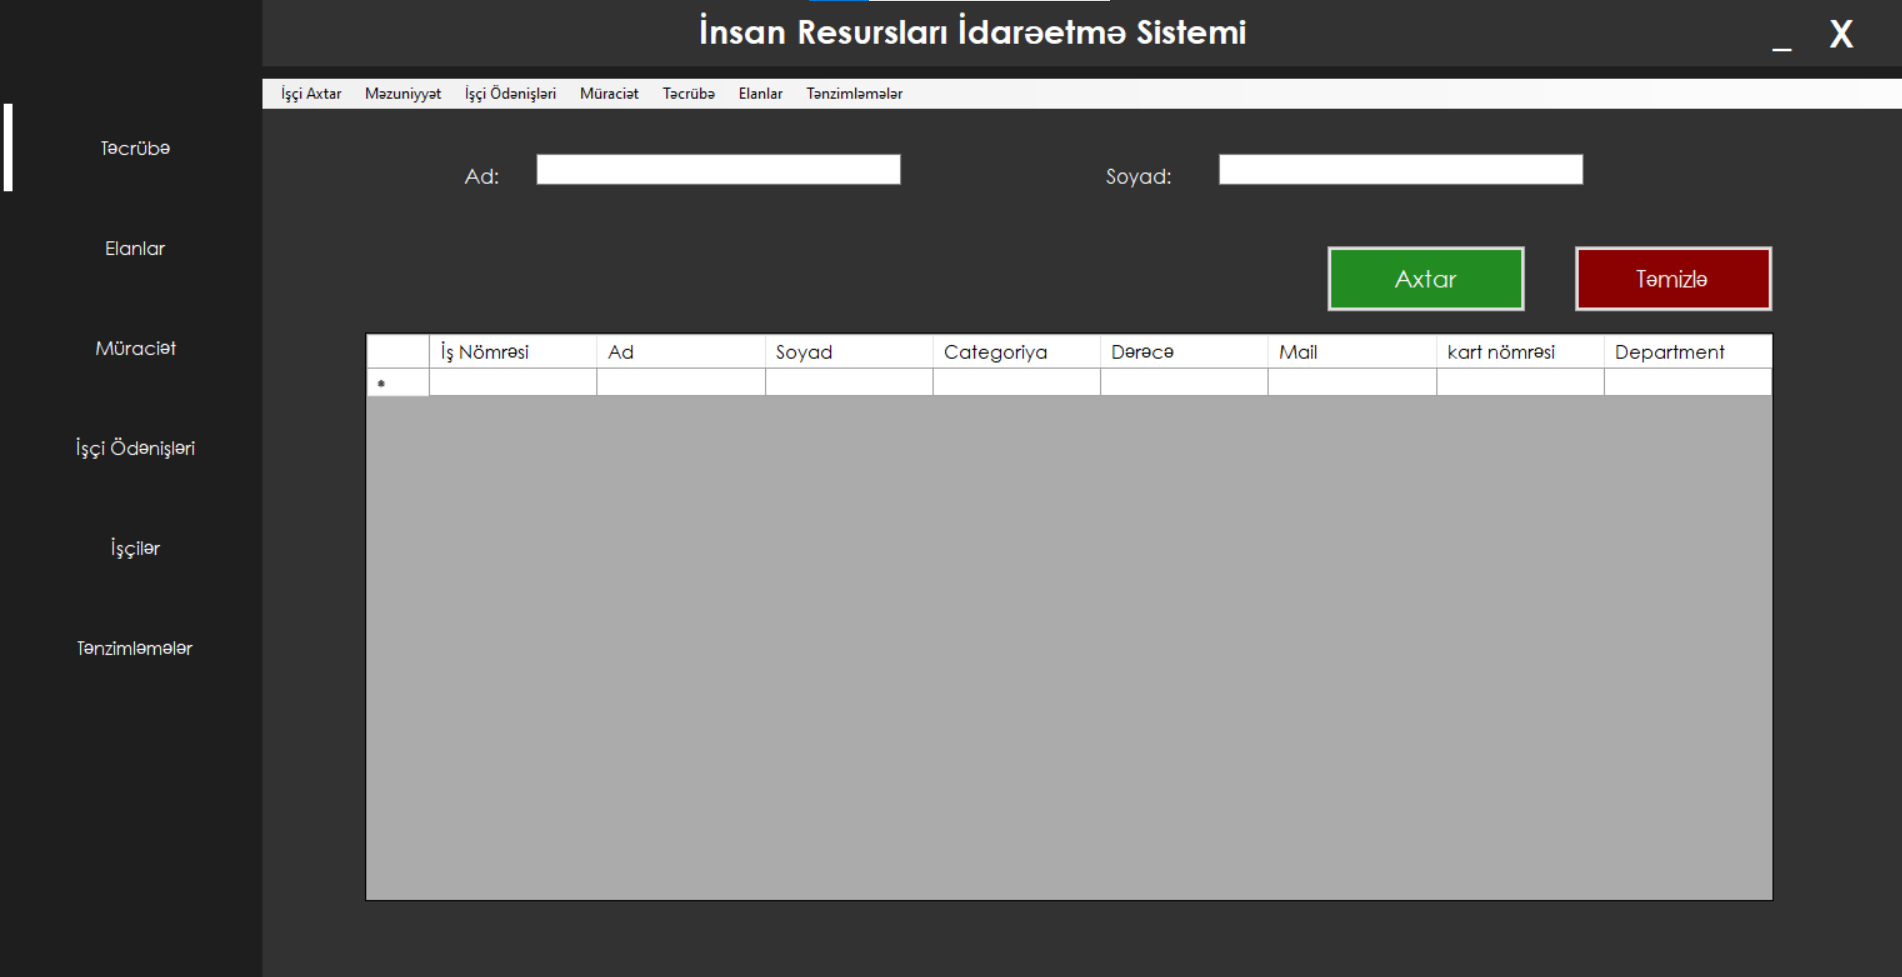 İnsan Resursları İdarəetmə Sistemi
_ X
İşçi Axtar Məzuniyyət İşçi Ödənişləri Müraciət Təcrübə Elanlar Tənzimləmələr
Təcrübə
Elanlar
Müraciət
İşçi Ödənişləri
İşçilər
Tənzimləmələr
Ad:
Soyad:
Axtar
Təmizlə
İş Nömrəsi Ad Soyad Categoriya Dərəcə Mail kart nömrəsi Department